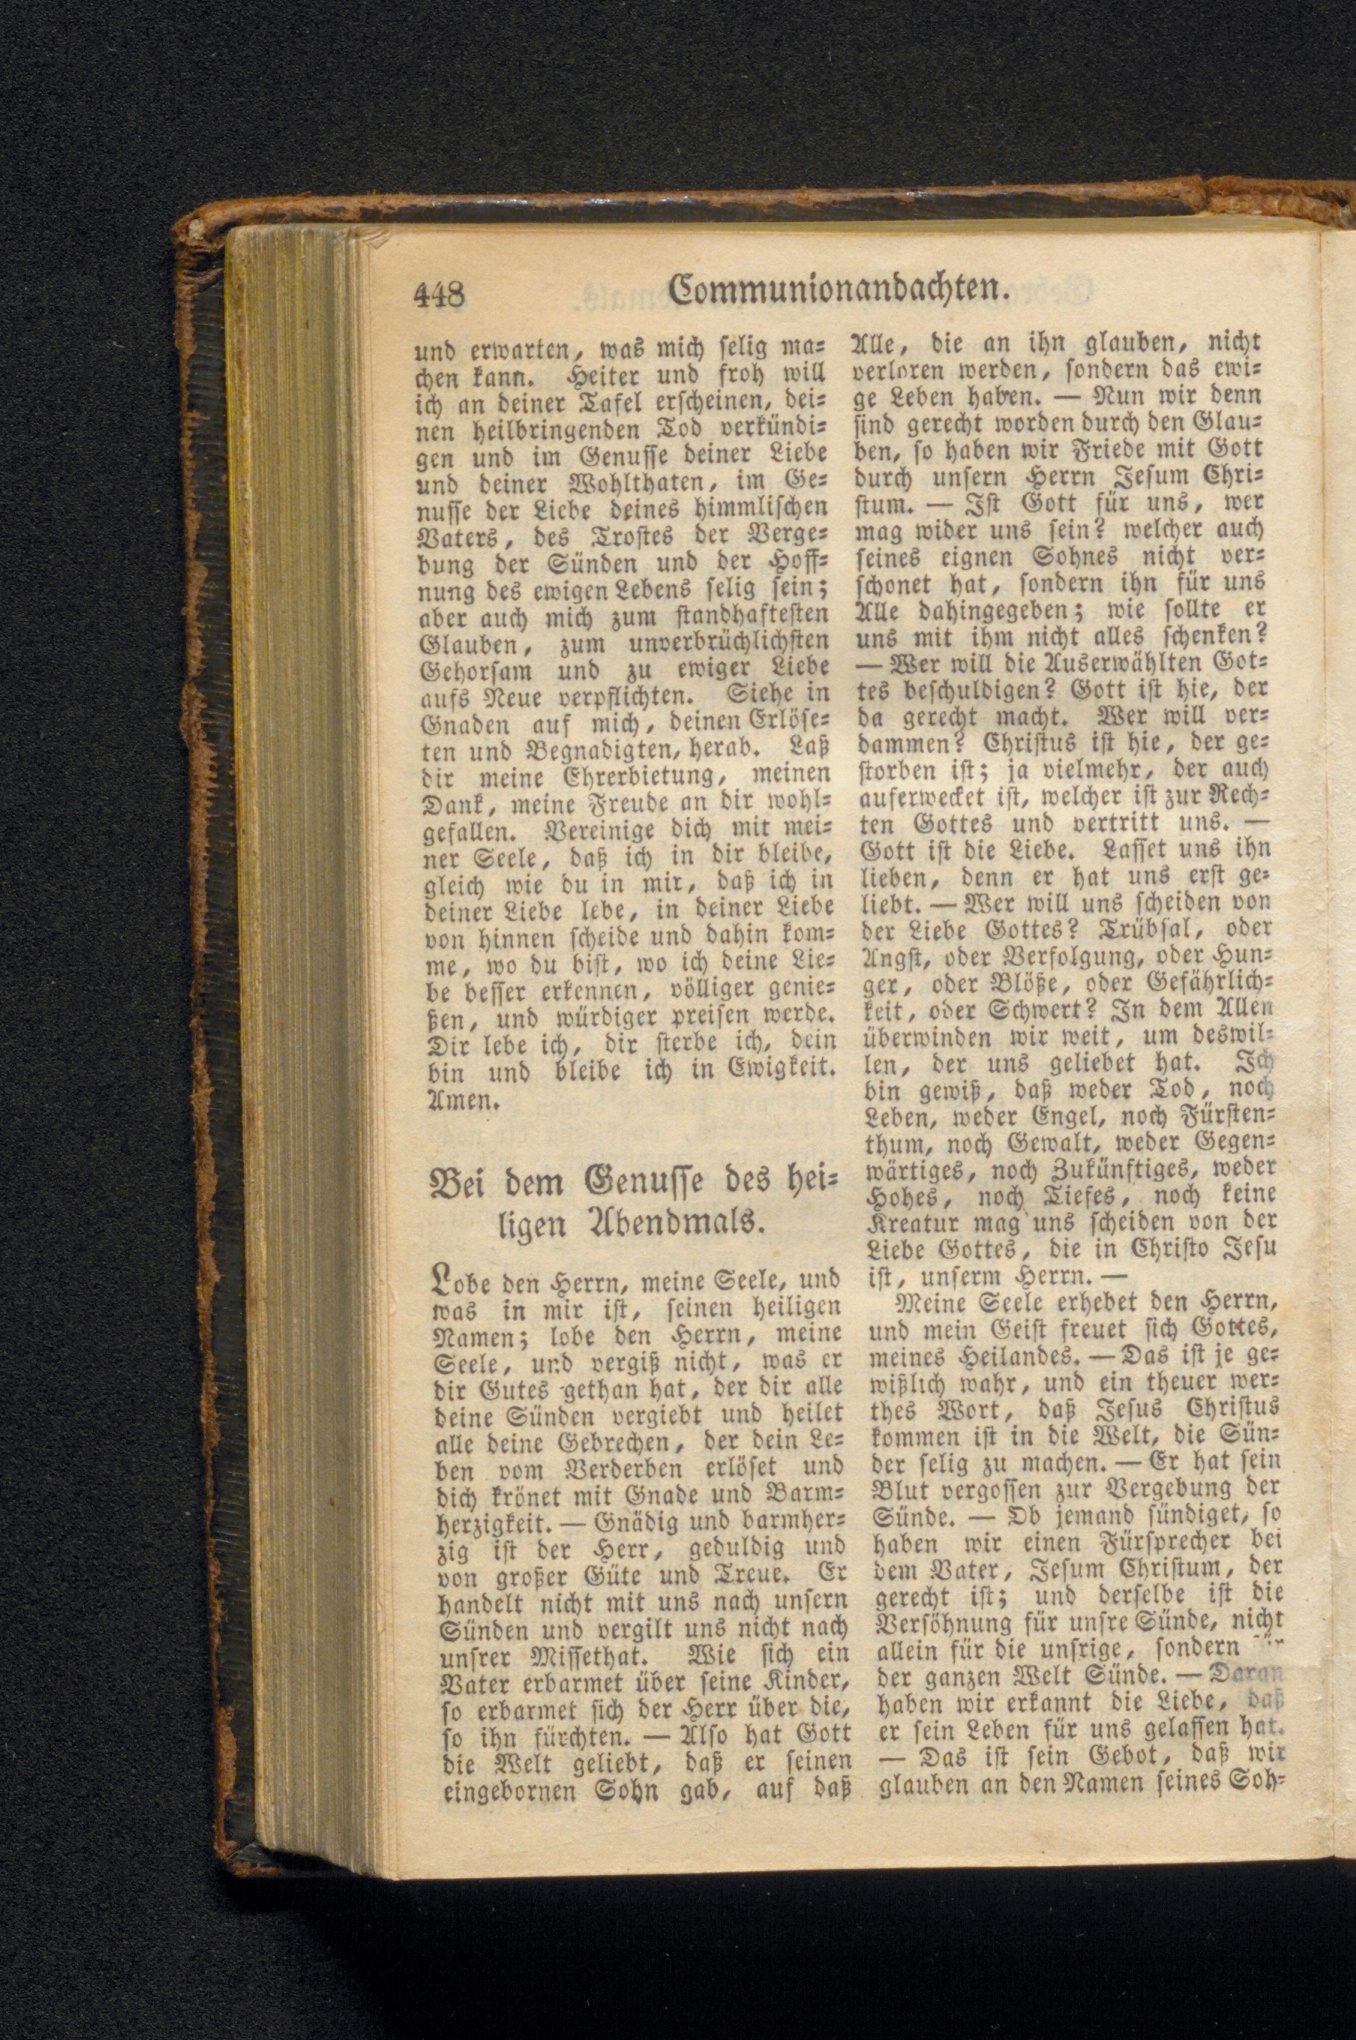 448
Communionandachten.
und erwarten, was mich selig ma=
chen kann. Heiter und froh will
ich an deiner Tafel erscheinen, dei=
nen heilbringenden Tod verkündi=
gen und im Genusse deiner Liebe
und deiner Wohlthaten, im Ge=
nusse der Liebe deines himmlischen
Vaters, des Trostes der Verge=
bung der Sünden und der Hoff=
nung des ewigen Lebens selig sein;
aber auch mich zum standhaftesten
Glauben, zum unverbrüchlichsten
Gehorsam und zu ewiger Liebe
aufs Neue verpflichten. Siehe in
Gnaden auf mich, deinen Erlöse=
ten und Begnadigten, herab. Laß
dir meine Ehrerbietung, meinen
Dank, meine Freude an dir wohl=
gefallen. Vereinige dich mit mei=
ner Seele, daß ich in dir bleibe,
gleich wie du in mir, daß ich in
deiner Liebe lebe, in deiner Liebe
von hinnen scheide und dahin kom=
me, wo du bist, wo ich deine Lie=
be besser erkennen, völliger genie=
ßen, und würdiger preisen werde.
Dir lebe ich, dir sterbe ich, dein
bin und bleibe ich in Ewigkeit.
Amen.
Bei dem Genusse des hei=
ligen Abendmals.
Lobe den Herrn, meine Seele, und
was in mir ist, seinen heiligen
Namen; lobe den Herrn, meine
Seele, und vergiß nicht, was er
dir Gutes gethan hat, der dir alle
deine Sünden vergiebt und heilet
alle deine Gebrechen, der dein Le=
ben vom Verderben erlöset und
dich krönet mit Gnade und Barm=
herzigkeit. — Gnädig und barmher=
zig ist der Herr, geduldig und
von großer Güte und Treue. Er
handelt nicht mit uns nach unsern
Sünden und vergilt uns nicht nach
unsrer Missethat. Wie sich ein
Vater erbarmet über seine Kinder,
so erbarmet sich der Herr über die,
so ihn fürchten. — Also hat Gott
die Welt geliebt, daß er seinen
eingebornen Sohn gab, auf daß
Alle, die an ihn glauben, nicht
verloren werden, sondern das ewi=
ge Leben haben. — Nun wir denn
sind gerecht worden durch den Glau=
ben, so haben wir Friede mit Gott
durch unsern Herrn Jesum Chri=
stum. — Ist Gott für uns, wer
mag wider uns sein? welcher auch
seines eignen Sohnes nicht ver=
schonet hat, sondern ihn für uns
Alle dahingegeben; wie sollte er
uns mit ihm nicht alles schenken?
— Wer will die Auserwählten Got=
tes beschuldigen? Gott ist hie, der
da gerecht macht. Wer will ver=
dammen? Christus ist hie, der ge=
storben ist; ja vielmehr, der auch
auferwecket ist, welcher ist zur Rech=
ten Gottes und vertritt uns. —
Gott ist die Liebe. Lasset uns ihn
lieben, denn er hat uns erst ge=
liebt. — Wer will uns scheiden von
der Liebe Gottes? Trübsal, oder
Angst, oder Verfolgung, oder Hun=
ger, oder Blöße, oder Gefährlich=
keit, oder Schwert? In dem Allen
überwinden wir weit, um deswil=
len, der uns geliebet hat. Ich
bin gewiß, daß weder Tod, noch
Leben, weder Engel, noch Fürsten=
thum, noch Gewalt, weder Gegen=
wärtiges, noch Zukünftiges, weder
Hohes, noch Tiefes, noch keine
Kreatur mag uns scheiden von der
Liebe Gottes, die in Christo Jesu
ist, unserm Herrn. —
Meine Seele erhebet den Herrn,
und mein Geist freuet sich Gottes,
meines Heilandes. — Das ist je ge=
wißlich wahr, und ein theuer wer=
thes Wort, daß Jesus Christus
kommen ist in die Welt, die Sün=
der selig zu machen. — Er hat sein
Blut vergossen zur Vergebung der
Sünde. — Ob jemand sündiget, so
haben wir einen Fürsprecher bei
dem Vater, Jesum Christum, der
gerecht ist; und derselbe ist die
Versöhnung für unsre Sünde, nicht
allein für die unsrige, sondern
der ganzen Welt Sünde. — Daran
haben wir erkannt die Liebe, daß
er sein Leben für uns gelassen hat.
— Das ist sein Gebot, daß wir
glauben an den Namen seines Soh=